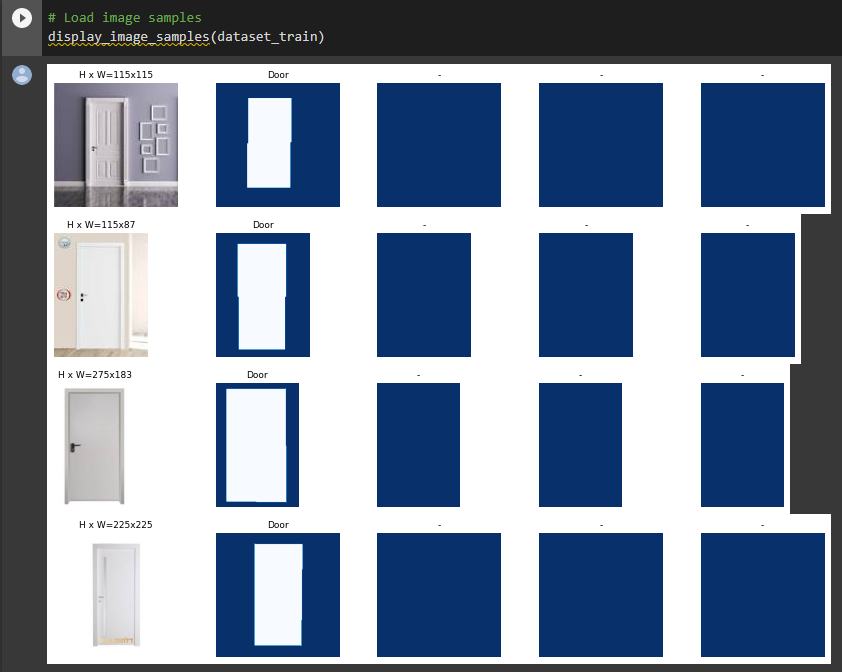 # Load image samples
display_image_samples(dataset_train)
H x W=115x115 Door - - -
H x W=115x87 Door - - -
H x W=275x183 Door - - -
H x W=225x225 Door - - -